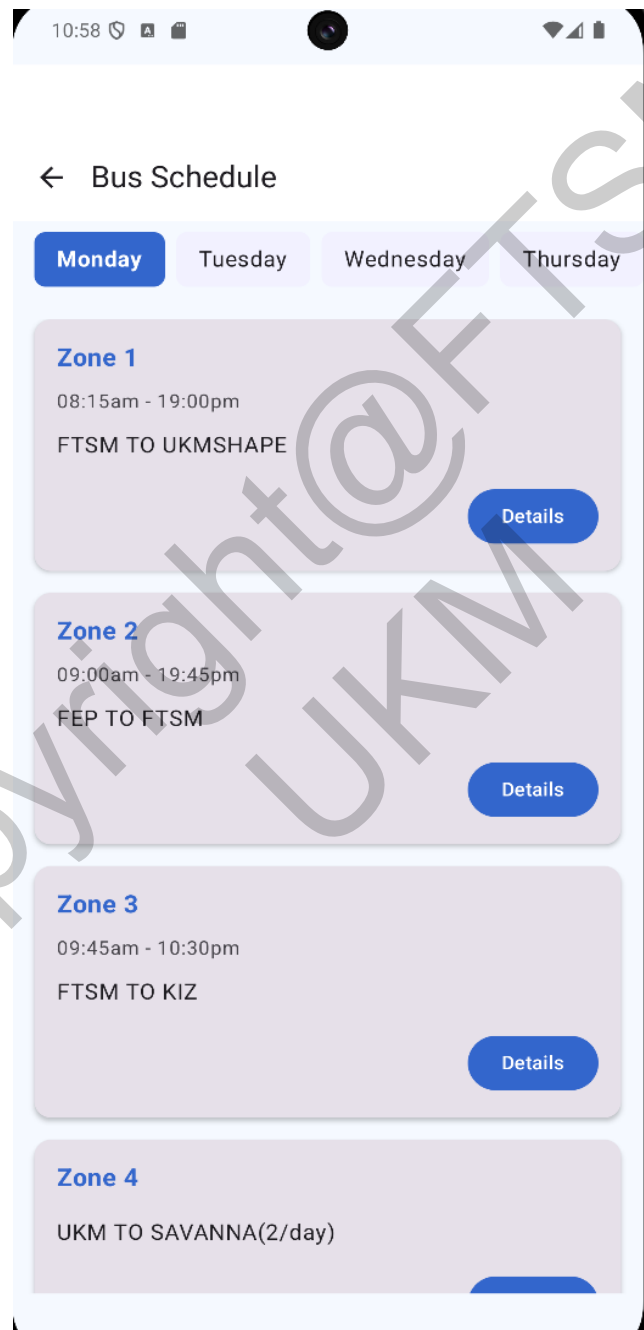 10:58
← Bus Schedule
Monday Tuesday Wednesday Thursday
Zone 1
08:15am - 19:00pm
FTSM TO UKMSHAPE
Details
Zone 2
09:00am - 19:45pm
FEP TO FTSM
Details
Zone 3
09:45am - 10:30pm
FTSM TO KIZ
Details
Zone 4
UKM TO SAVANNA(2/day)
pyright@FTS
UKM